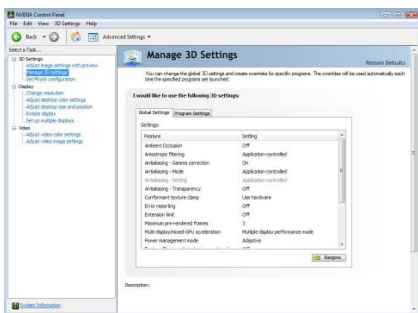 NVIDIA Control Panel
File Edit View 3D Settings Help
Back Advanced Settings
Select a Task...
3D Settings
Adjust image settings with preview
Manage 3D settings
Set PhysX configuration
Display
Change resolution
Adjust desktop color settings
Adjust desktop size and position
Rotate display
Set up multiple displays
Video
Adjust video color settings
Adjust video image settings
System Information
Manage 3D Settings
Restore Defaults
You can change the global 3D settings and create overrides for specific programs. The overrides will be used automatically each
time the specified programs are launched.
I would like to use the following 3D settings:
Global Settings Program Settings
Settings:
Feature Setting
Ambient Occlusion Off
Anisotropic filtering Application-controlled
Antialiasing - Gamma correction On
Antialiasing - Mode Application-controlled
Antialiasing - Setting Application-controlled
Antialiasing - Transparency Off
Conformant texture clamp Use hardware
Error reporting Off
Extension limit Off
Maximum pre-rendered frames 3
Multi-display/mixed-GPU acceleration Multiple display performance mode
Power management mode Adaptive
Restore
Description: